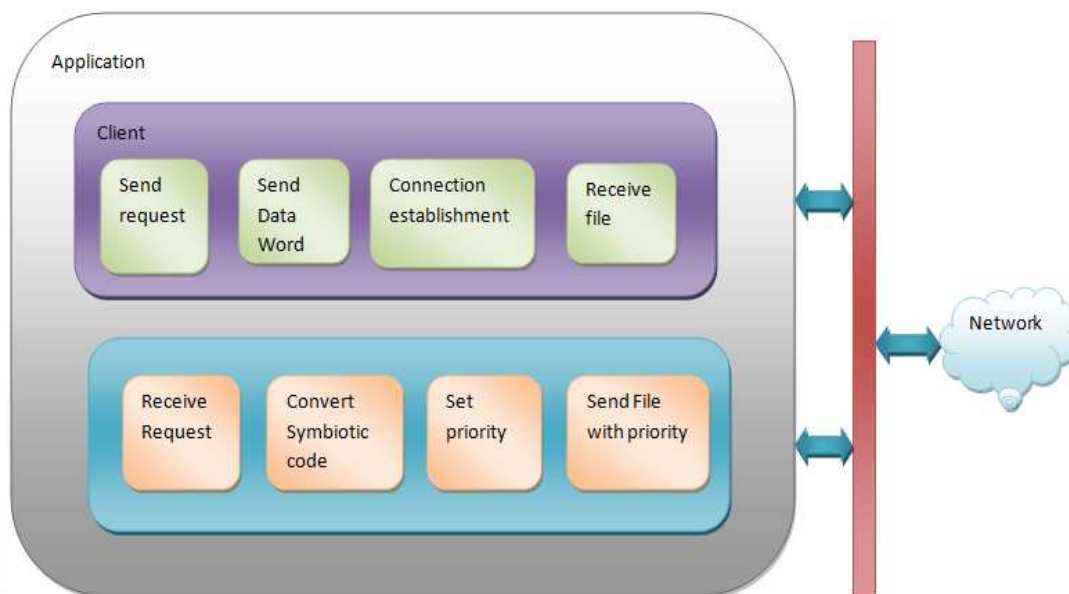 Application
Client
Send
request
Send
Data
Word
Connection
establishment
Receive
file
Network
Receive
Request
Convert
Symbiotic
code
Set
priority
Send File
with priority